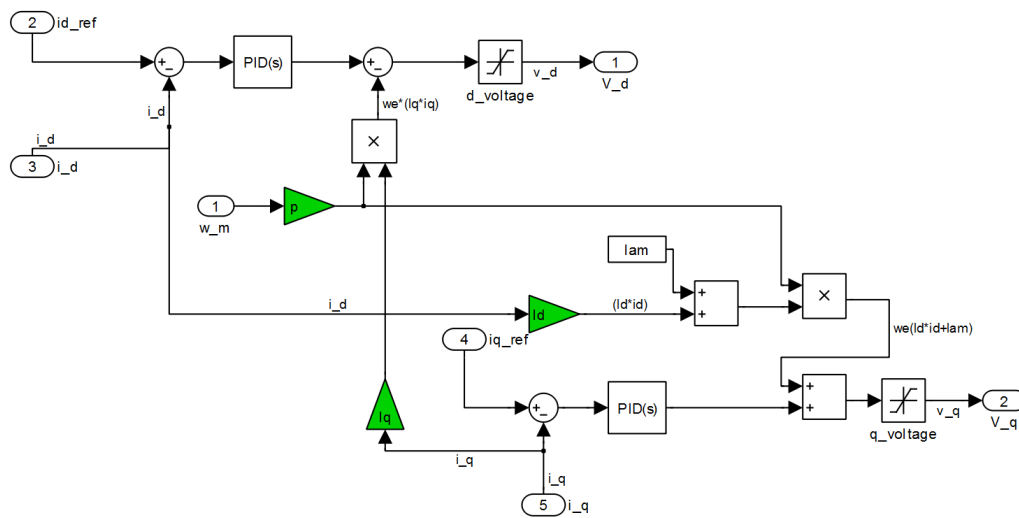 2
id_ref
+
−
PID(s)
+
−
d_voltage
v_d
1
V_d
i_d
we*(lq*iq)
i_d
3
i_d
×
1
w_m
p
lam
i_d
ld
(ld*id)
+
+
×
4
iq_ref
we(ld*id+lam)
lq
+
−
PID(s)
+
+
q_voltage
v_q
2
V_q
i_q
i_q
5
i_q